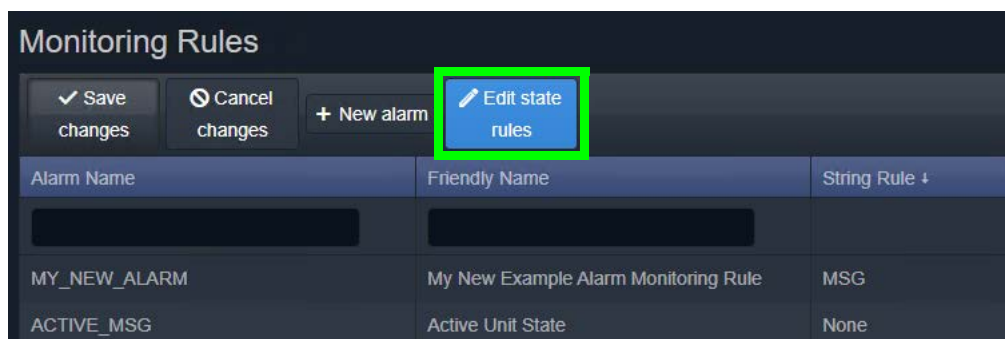 Monitoring Rules
Save
changes
Cancel
changes
+ New alarm
Edit state
rules
Alarm Name Friendly Name String Rule ↓
MY_NEW_ALARM My New Example Alarm Monitoring Rule MSG
ACTIVE_MSG Active Unit State None